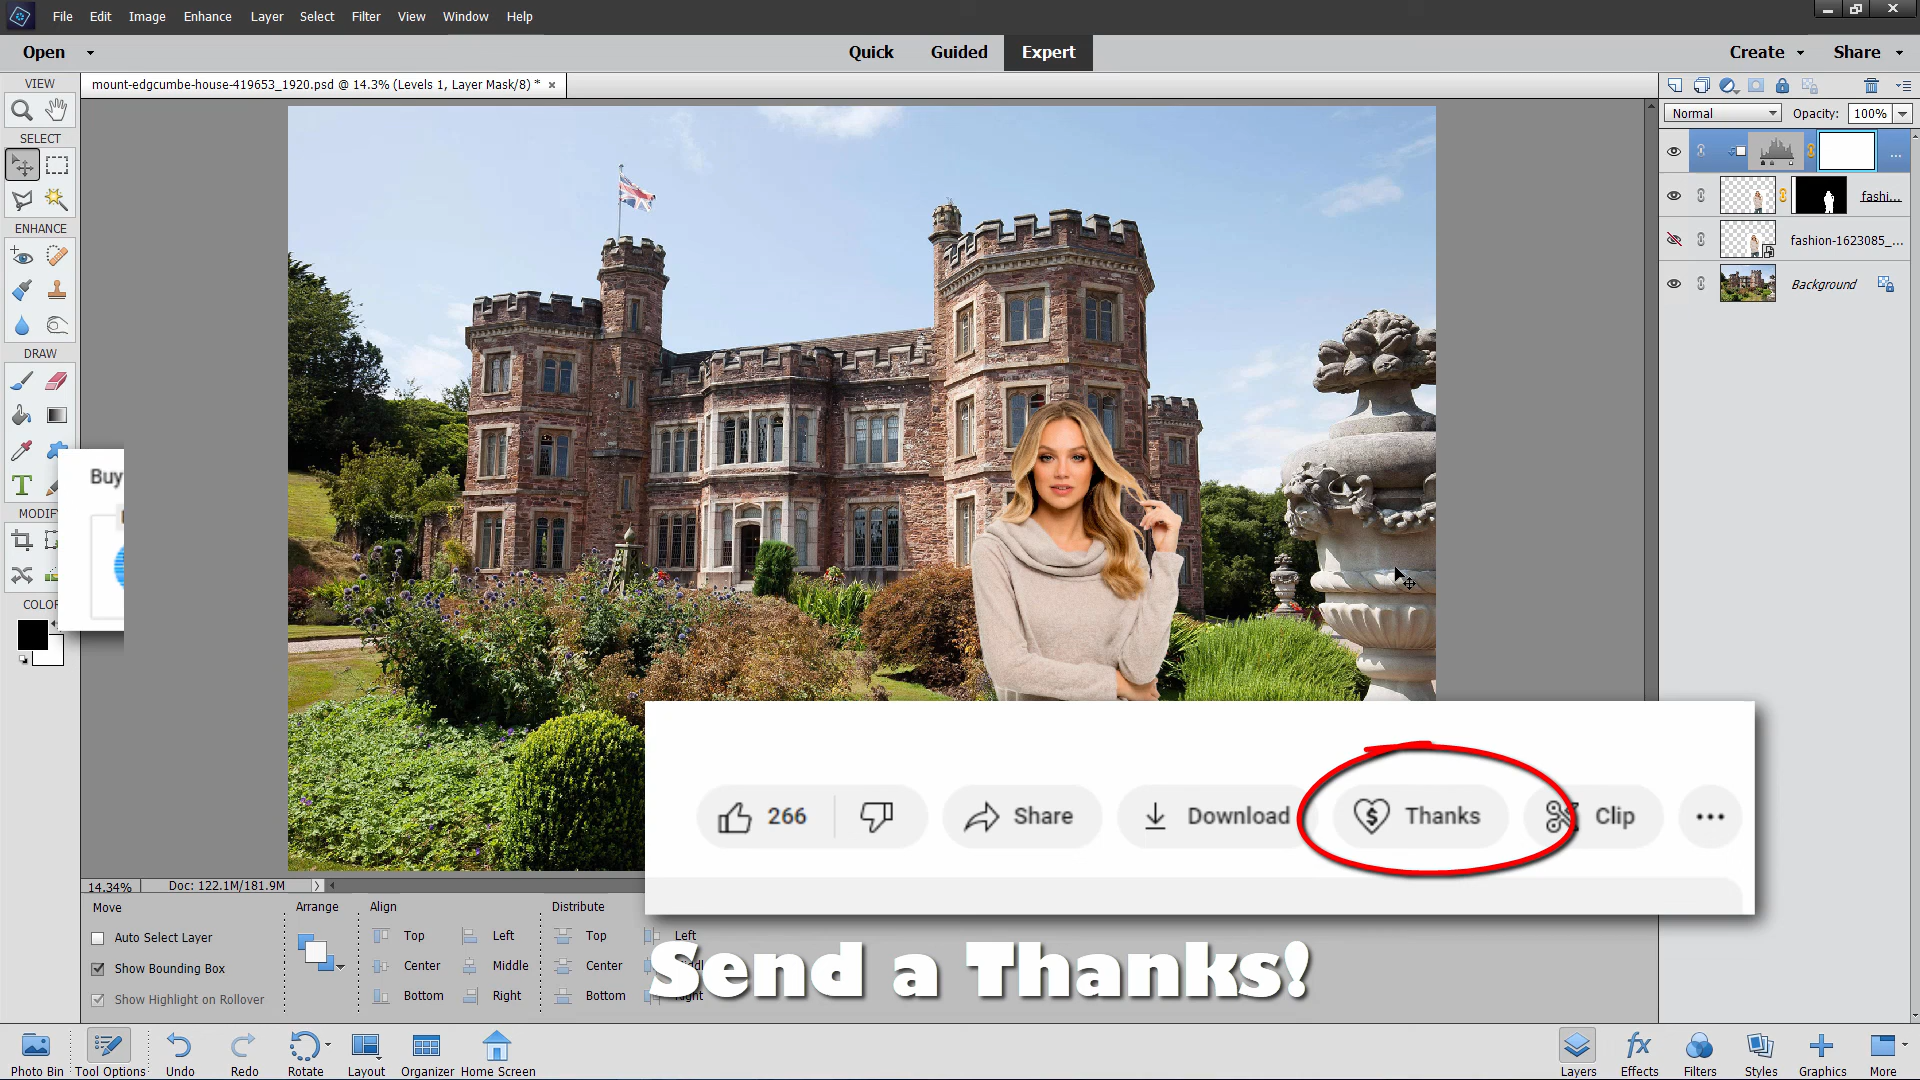 File Edit Image Enhance Layer Select Filter View Window Help
Open Quick Guided Expert Create Share
VIEW mount-edgcumbe-house-419653_1920.psd @ 14.3% (Levels 1, Layer Mask/8) * ×
Normal Opacity: 100%
SELECT
...
fashi...
ENHANCE
fashion-1623085_...
Background
DRAW
Buy
T
MODIFY
COLOR
266 Share Download $ Thanks Clip ...
14.34% Doc: 122.1M/181.9M
Move Arrange Align Distribute
Auto Select Layer Top Left Top Left
Show Bounding Box Center Middle Center
Show Highlight on Rollover Bottom Right Bottom Right
Send a Thanks!
Photo Bin Tool Options Undo Redo Rotate Layout Organizer Home Screen Layers fx Effects Filters Styles Graphics More